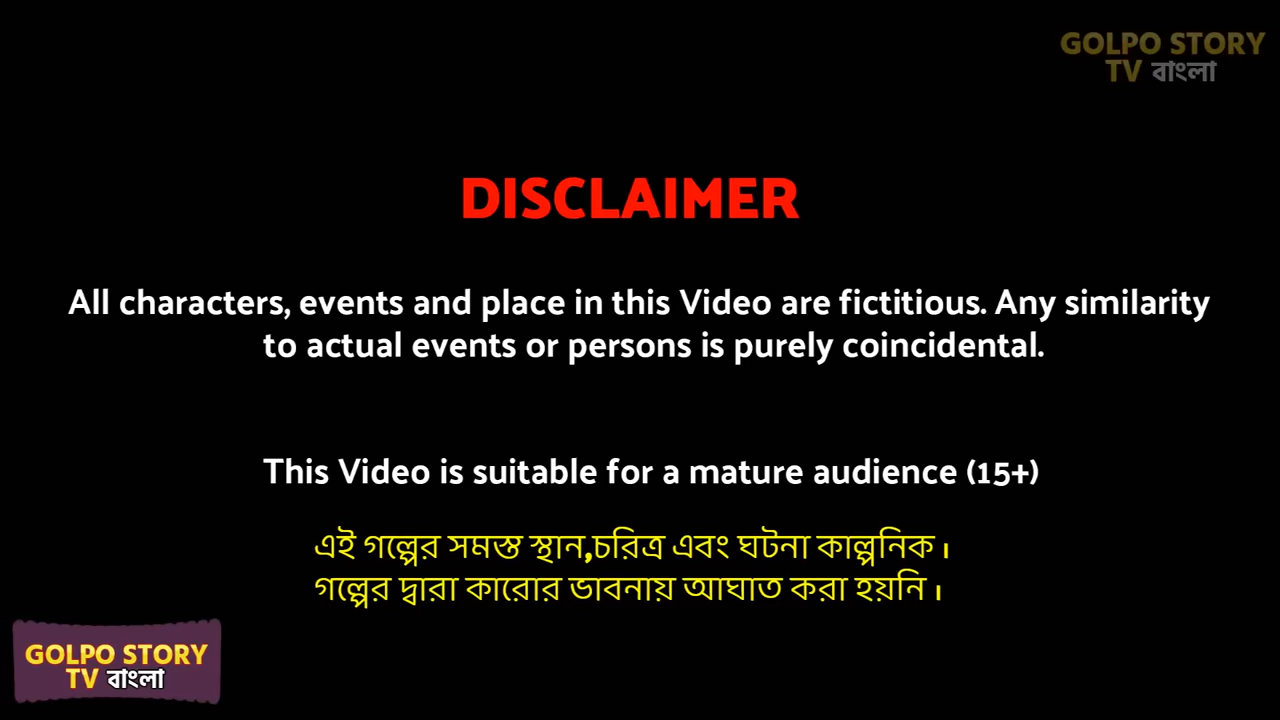 GOLPO STORY
TV বাংলা
DISCLAIMER
All characters, events and place in this Video are fictitious. Any similarity
to actual events or persons is purely coincidental.
This Video is suitable for a mature audience (15+)
এই গল্পের সমস্ত স্থান,চরিত্র এবং ঘটনা কাল্পনিক ।
গল্পের দ্বারা কারোর ভাবনায় আঘাত করা হয়নি ।
GOLPO STORY
TV বাংলা